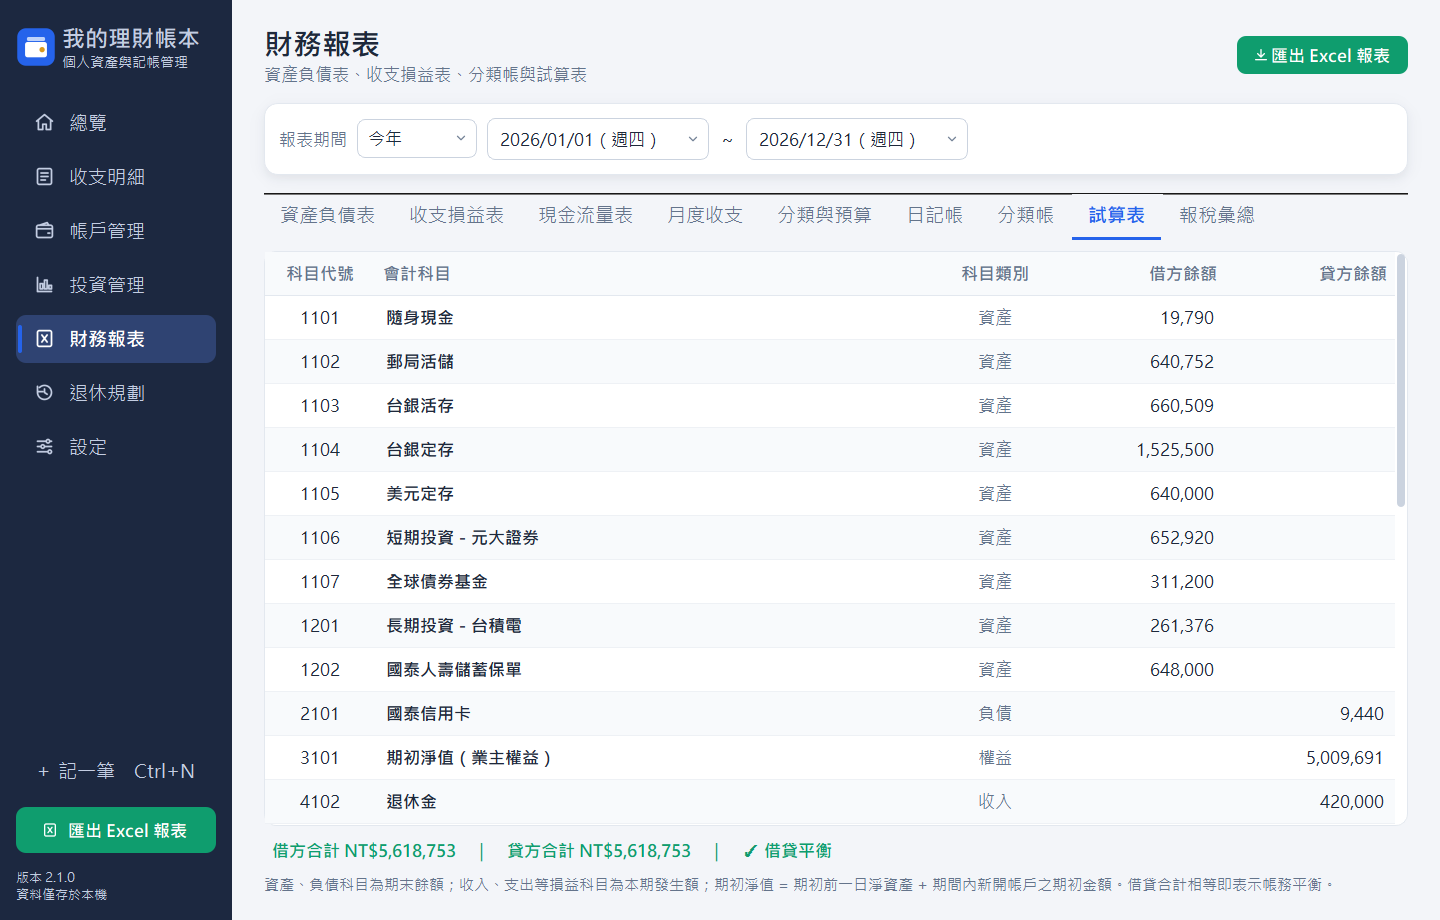 我的理財帳本
個人資產與記帳管理
總覽
收支明細
帳戶管理
投資管理
財務報表
退休規劃
設定
+ 記一筆 Ctrl+N
匯出 Excel 報表
版本 2.1.0
資料僅存於本機
財務報表
資產負債表、收支損益表、分類帳與試算表
匯出 Excel 報表
報表期間 今年 2026/01/01（週四） ~ 2026/12/31（週四）
資產負債表 收支損益表 現金流量表 月度收支 分類與預算 日記帳 分類帳 試算表 報稅彙總
科目代號 會計科目 科目類別 借方餘額 貸方餘額
1101 隨身現金 資產 19,790
1102 郵局活儲 資產 640,752
1103 台銀活存 資產 660,509
1104 台銀定存 資產 1,525,500
1105 美元定存 資產 640,000
1106 短期投資 - 元大證券 資產 652,920
1107 全球債券基金 資產 311,200
1201 長期投資 - 台積電 資產 261,376
1202 國泰人壽儲蓄保單 資產 648,000
2101 國泰信用卡 負債 9,440
3101 期初淨值（業主權益） 權益 5,009,691
4102 退休金 收入 420,000
借方合計 NT$5,618,753 | 貸方合計 NT$5,618,753 | ✓ 借貸平衡
資產、負債科目為期末餘額；收入、支出等損益科目為本期發生額；期初淨值 = 期初前一日淨資產 + 期間內新開帳戶之期初金額。借貸合計相等即表示帳務平衡。